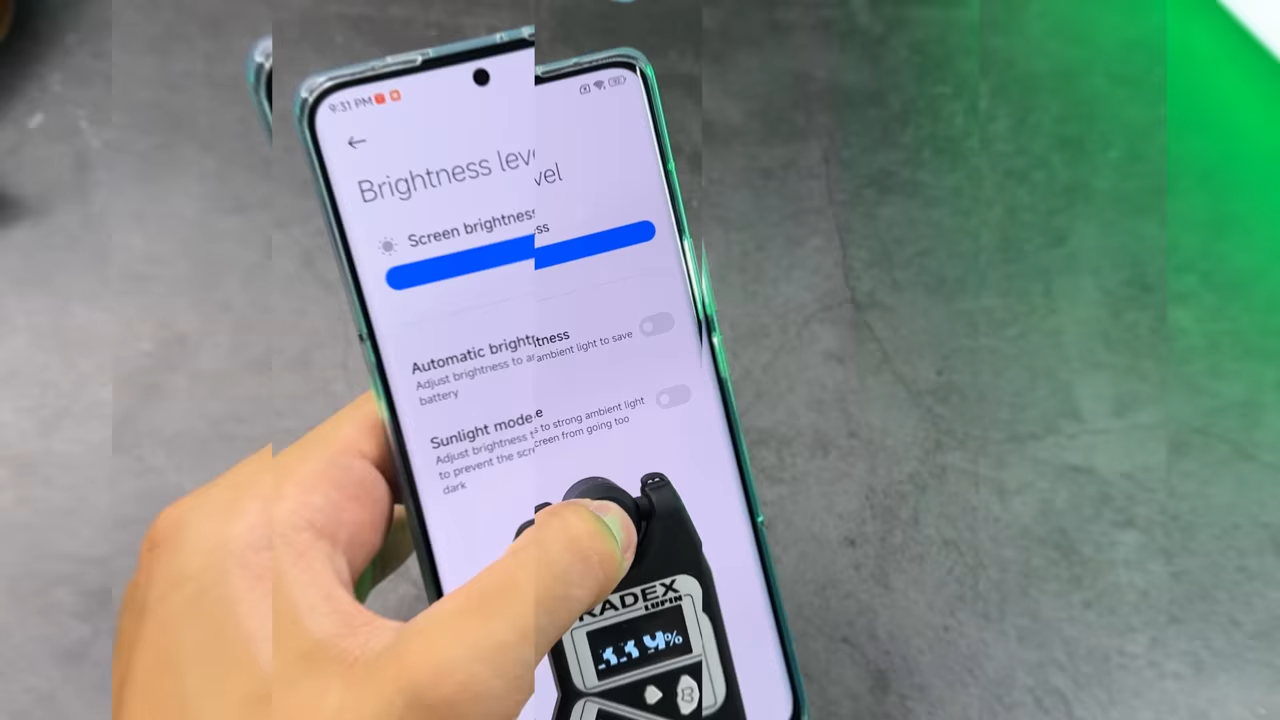 9:31 PM
Brightness level
Screen brightness
Automatic brightness
Adjust brightness to ambient light to save
battery
Sunlight mode
Adjust brightness to strong ambient light
to prevent the screen from going too
dark
RADEX
LUPIN
%